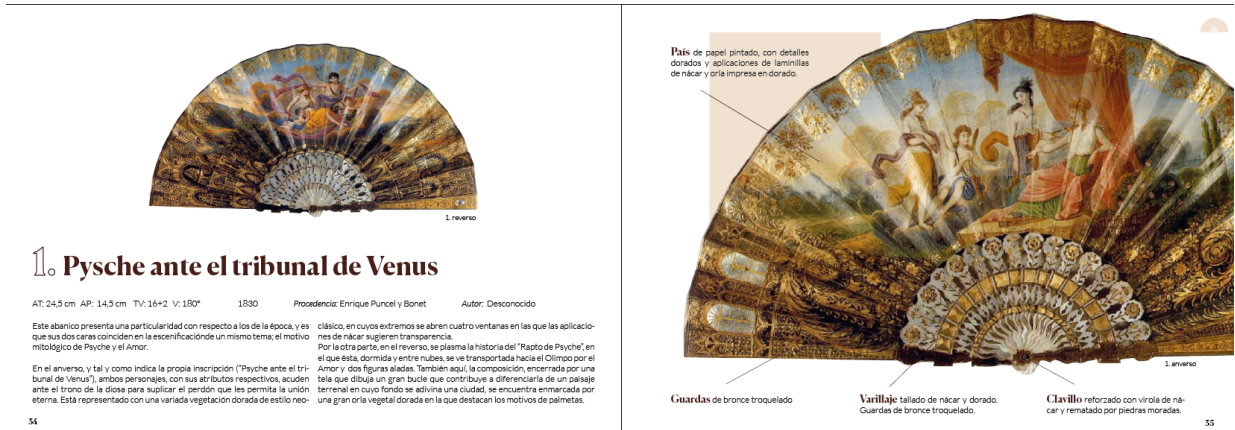 1. reverso
1. Pysche ante el tribunal de Venus
AT: 24,5 cm AP: 14,5 cm TV: 16+2 V: 180° 1830 Procedencia: Enrique Puncel y Bonet Autor: Desconocido
Este abanico presenta una particularidad con respecto a los de la época, y es
que sus dos caras coinciden en la escenificaciónde un mismo tema; el motivo
mitológico de Psyche y el Amor.
En el anverso, y tal y como indica la propia inscripción ("Psyche ante el tri-
bunal de Venus"), ambos personajes, con sus atributos respectivos, acuden
ante el trono de la diosa para suplicar el perdón que les permita la unión
eterna. Está representado con una variada vegetación dorada de estilo neo-
clásico, en cuyos extremos se abren cuatro ventanas en las que las aplicacio-
nes de nácar sugieren transparencia.
Por la otra parte, en el reverso, se plasma la historia del "Rapto de Psyche", en
el que ésta, dormida y entre nubes, se ve transportada hacia el Olimpo por el
Amor y dos figuras aladas. También aquí, la composición, encerrada por una
tela que dibuja un gran bucle que contribuye a diferenciarla de un paisaje
terrenal en cuyo fondo se adivina una ciudad, se encuentra enmarcada por
una gran orla vegetal dorada en la que destacan los motivos de palmetas.
34
País de papel pintado, con detalles
dorados y aplicaciones de laminillas
de nácar y orla impresa en dorado.
1. anverso
Guardas de bronce troquelado
Varillaje tallado de nácar y dorado.
Guardas de bronce troquelado.
Clavillo reforzado con virola de ná-
car y rematado por piedras moradas.
35